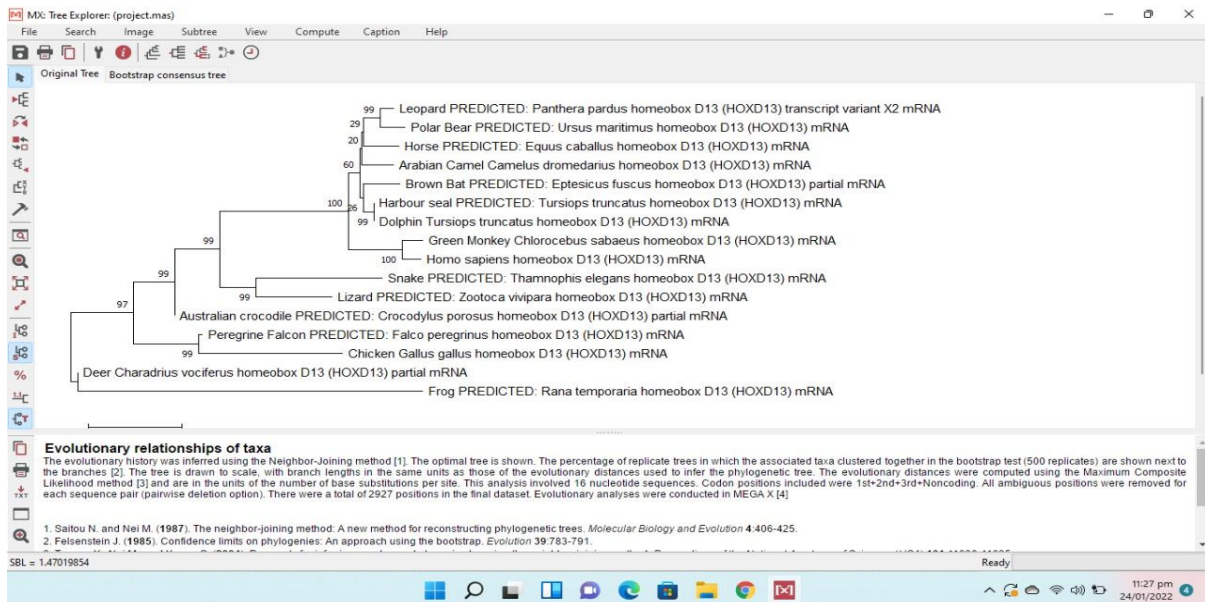 MX: Tree Explorer: (project.mas)
File Search Image Subtree View Compute Caption Help
Original Tree Bootstrap consensus tree
99 Leopard PREDICTED: Panthera pardus homeobox D13 (HOXD13) transcript variant X2 mRNA
29
Polar Bear PREDICTED: Ursus maritimus homeobox D13 (HOXD13) mRNA
20
Horse PREDICTED: Equus caballus homeobox D13 (HOXD13) mRNA
60
Arabian Camel Camelus dromedarius homeobox D13 (HOXD13) mRNA
Brown Bat PREDICTED: Eptesicus fuscus homeobox D13 (HOXD13) partial mRNA
100 26 Harbour seal PREDICTED: Tursiops truncatus homeobox D13 (HOXD13) mRNA
99 Dolphin Tursiops truncatus homeobox D13 (HOXD13) mRNA
99 Green Monkey Chlorocebus sabaeus homeobox D13 (HOXD13) mRNA
100 Homo sapiens homeobox D13 (HOXD13) mRNA
99 Snake PREDICTED: Thamnophis elegans homeobox D13 (HOXD13) mRNA
99 Lizard PREDICTED: Zootoca vivipara homeobox D13 (HOXD13) mRNA
97
Australian crocodile PREDICTED: Crocodylus porosus homeobox D13 (HOXD13) partial mRNA
Peregrine Falcon PREDICTED: Falco peregrinus homeobox D13 (HOXD13) mRNA
99 Chicken Gallus gallus homeobox D13 (HOXD13) mRNA
Deer Charadrius vociferus homeobox D13 (HOXD13) partial mRNA
Frog PREDICTED: Rana temporaria homeobox D13 (HOXD13) mRNA
Evolutionary relationships of taxa
The evolutionary history was inferred using the Neighbor-Joining method [1]. The optimal tree is shown. The percentage of replicate trees in which the associated taxa clustered together in the bootstrap test (500 replicates) are shown next to
the branches [2]. The tree is drawn to scale, with branch lengths in the same units as those of the evolutionary distances used to infer the phylogenetic tree. The evolutionary distances were computed using the Maximum Composite
Likelihood method [3] and are in the units of the number of base substitutions per site. This analysis involved 16 nucleotide sequences. Codon positions included were 1st+2nd+3rd+Noncoding. All ambiguous positions were removed for
each sequence pair (pairwise deletion option). There were a total of 2927 positions in the final dataset. Evolutionary analyses were conducted in MEGA X [4]
1. Saitou N. and Nei M. (1987). The neighbor-joining method: A new method for reconstructing phylogenetic trees. Molecular Biology and Evolution 4:406-425.
2. Felsenstein J. (1985). Confidence limits on phylogenies: An approach using the bootstrap. Evolution 39:783-791.
SBL = 1.47019854 Ready
11:27 pm
24/01/2022 4